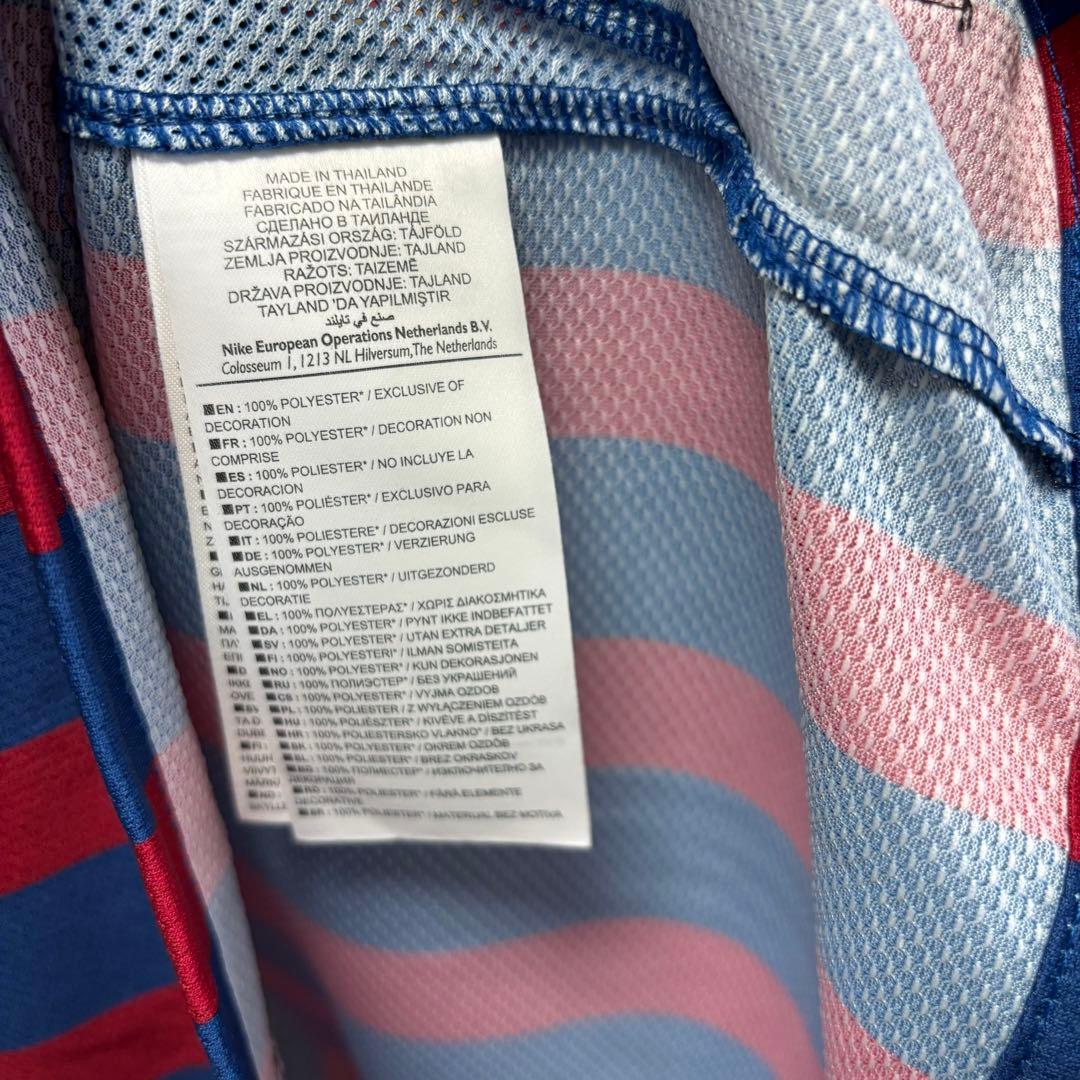 MADE IN THAILAND
FABRIQUE EN THAILANDE
FABRICADO NA TAILÂNDIA
СДЕЛАНО В ТАИЛАНДЕ
SZÁRMAZÁSI ORSZÁG: TÁJFÖLD
ZEMLJA PROIZVODNJE: TAJLAND
RAŽOTS: TAIZEMĒ
DRŽAVA PROIZVODNJE: TAJLAND
TAYLAND 'DA YAPILMIŞTIR
صنع في تايلند
Nike European Operations Netherlands B.V.
Colosseum 1, 1213 NL Hilversum,The Netherlands
EN : 100% POLYESTER* / EXCLUSIVE OF
DECORATION
FR : 100% POLYESTER* / DECORATION NON
COMPRISE
ES : 100% POLIESTER* / NO INCLUYE LA
DECORACION
PT : 100% POLIÉSTER* / EXCLUSIVO PARA
DECORAÇÃO
IT : 100% POLIESTERE* / DECORAZIONI ESCLUSE
DE : 100% POLYESTER* / VERZIERUNG
AUSGENOMMEN
NL : 100% POLYESTER* / UITGEZONDERD
DECORATIE
EL : 100% ΠΟΛΥΕΣΤΕΡΑΣ* / ΧΩΡΙΣ ΔΙΑΚΟΣΜΗΤΙΚΑ
DA : 100% POLYESTER* / PYNT IKKE INDBEFATTET
SV : 100% POLYESTER* / UTAN EXTRA DETALJER
FI : 100% POLYESTERI* / ILMAN SOMISTEITA
NO : 100% POLYESTER* / KUN DEKORASJONEN
RU : 100% ПОЛИЭСТЕР* / БЕЗ УКРАШЕНИЙ
CS : 100% POLYESTER* / VYJMA OZDOB
PL : 100% POLYESTER* / Z WYŁĄCZENIEM OZDÓB
HU : 100% POLIÉSZTER* / KIVÉVE A DÍSZÍTÉST
HR : 100% POLIESTERSKO VLAKNO* / BEZ UKRASA
SK : 100% POLYESTER* / OKREM OZDÔB
SL : 100% POLIESTER* / BREZ OKRASKOV
BG : 100% ПОЛИЕСТЕР* / ИЗКЛЮЧИТЕЛНО ЗА
ДЕКОРАЦИЯ
RO : 100% POLIESTER* / FĂRĂ ELEMENTE
DECORATIVE
100% POLYESTER* / MATERIJAL BEZ MOTIVA